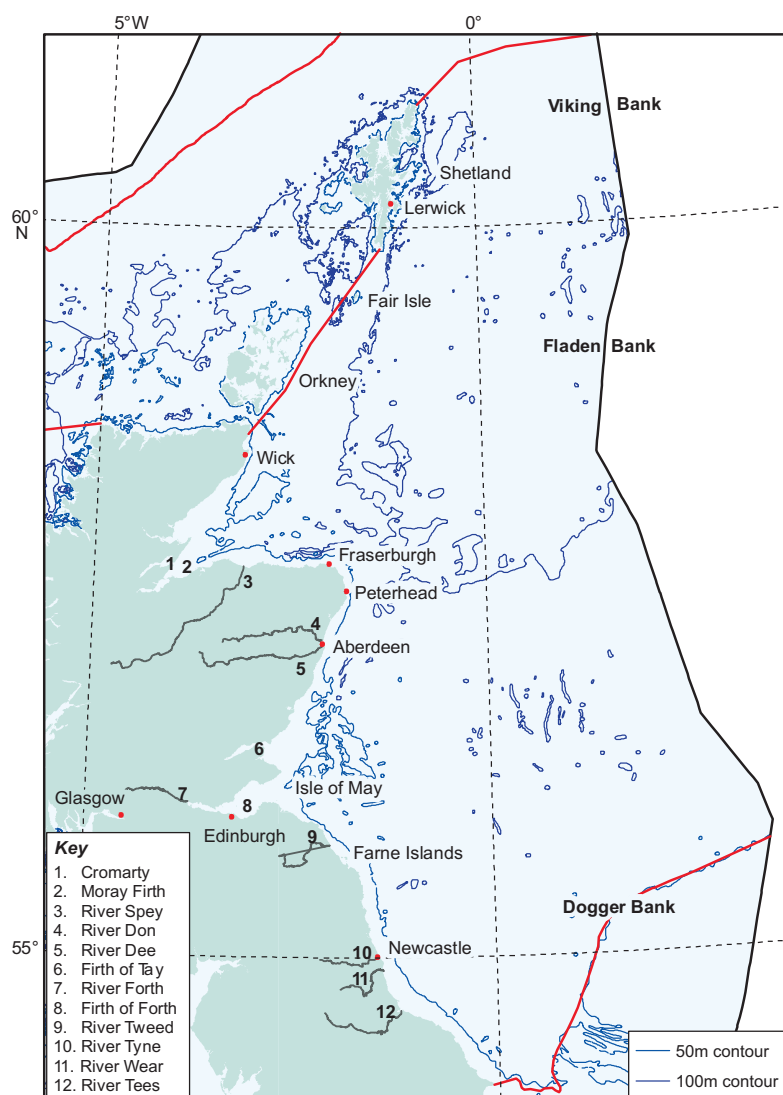 5°W
0°
Viking Bank
Shetland
60°
N
Lerwick
Fair Isle
Fladen Bank
Orkney
Wick
1
2
Fraserburgh
3
Peterhead
4
Aberdeen
5
6
Isle of May
7
8
Glasgow
Edinburgh
9
Farne Islands
Dogger Bank
55°
10
Newcastle
11
12
Key
1. Cromarty
2. Moray Firth
3. River Spey
4. River Don
5. River Dee
6. Firth of Tay
7. River Forth
8. Firth of Forth
9. River Tweed
10. River Tyne
11. River Wear
12. River Tees
50m contour
100m contour